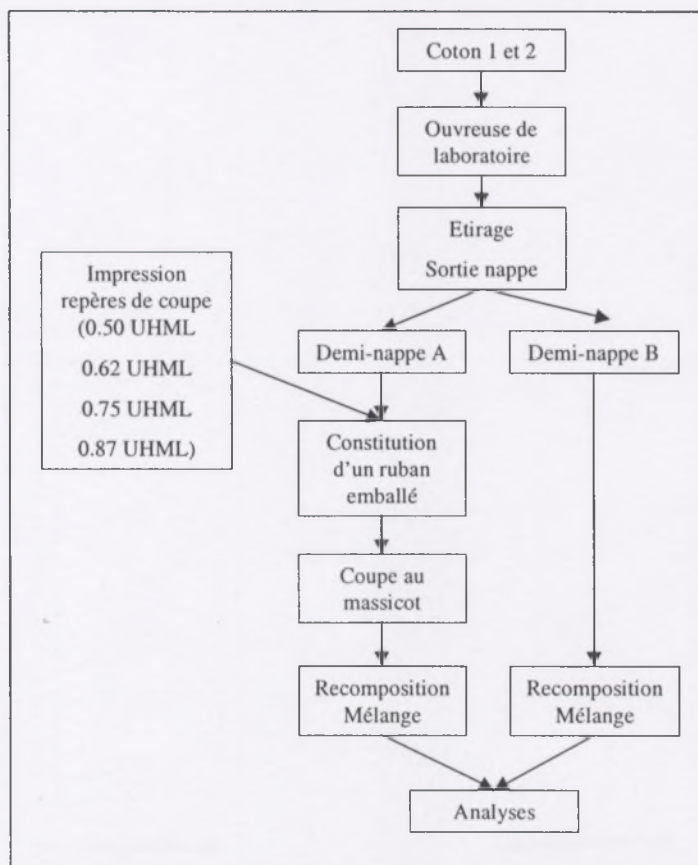 Coton 1 et 2
Ouvreuse de
laboratoire
Etirage
Sortie nappe
Impression
repères de coupe
(0.50 UHML
0.62 UHML
0.75 UHML
0.87 UHML)
Demi-nappe A
Demi-nappe B
Constitution
d'un ruban
emballé
Coupe au
massicot
Recomposition
Mélange
Recomposition
Mélange
Analyses